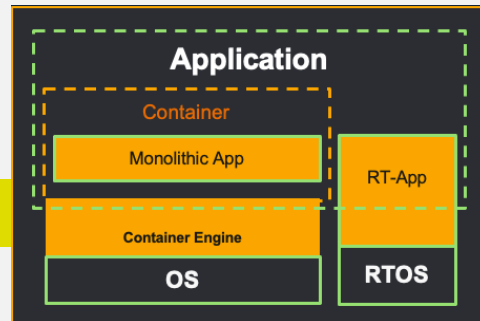 Application
Container
Monolithic App
RT-App
Container Engine
OS
RTOS